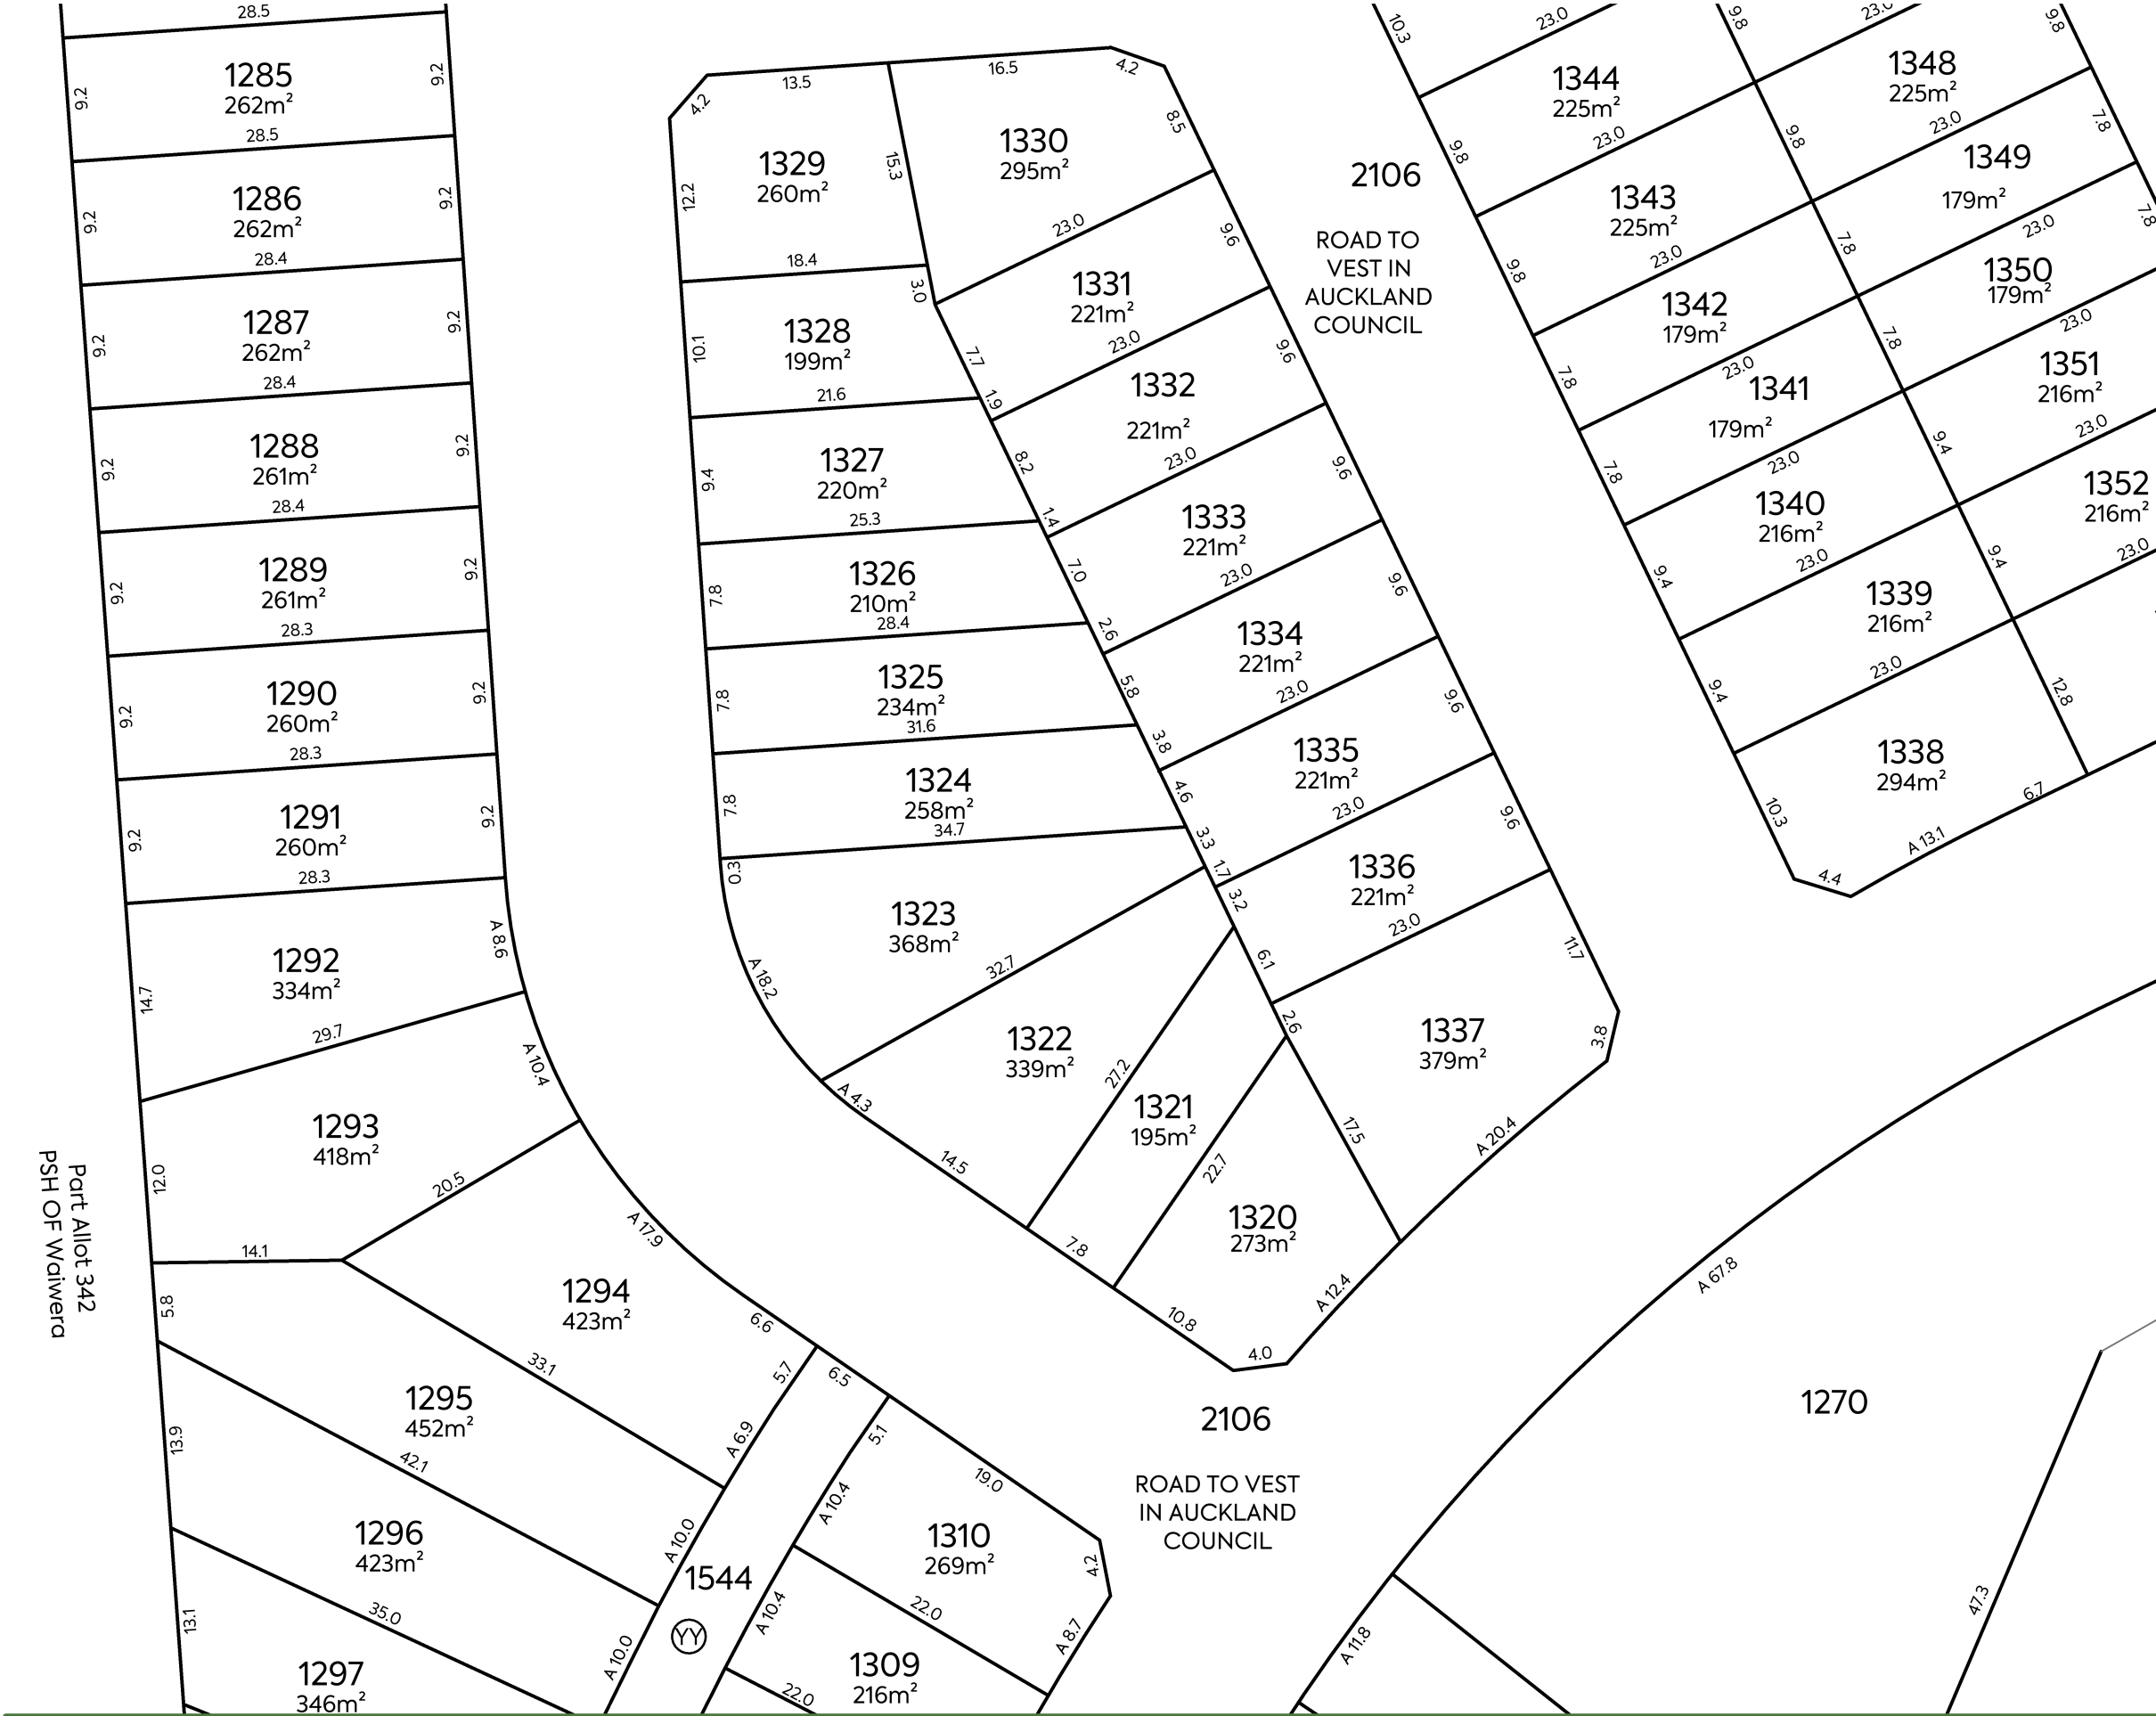 28.5
1285
262m²
9.2
9.2
28.5
1286
262m²
9.2
9.2
28.4
1287
262m²
9.2
9.2
28.4
1288
261m²
9.2
9.2
28.4
1289
261m²
9.2
9.2
28.3
1290
260m²
9.2
9.2
28.3
1291
260m²
9.2
9.2
28.3
1292
334m²
14.7
A 8.6
29.7
1293
418m²
12.0
A 10.4
20.5
14.1
Part Allot 342
PSH OF Waiwera
5.8
1294
423m²
A 17.9
6.6
33.1
5.7
A 6.9
1295
452m²
13.9
42.1
A 10.0
1296
423m²
13.1
35.0
A 10.0
1297
346m²
1544
YY
6.5
5.1
A 10.4
19.0
1310
269m²
4.2
A 10.4
22.0
A 8.7
1309
216m²
22.0
13.5
4.2
1329
260m²
12.2
15.3
18.4
16.5
4.2
1330
295m²
8.5
23.0
3.0
1328
199m²
10.1
7.7
21.6
1331
221m²
9.6
23.0
1.9
1327
220m²
9.4
8.2
25.3
1332
221m²
9.6
23.0
1.4
1326
210m²
7.8
7.0
28.4
1333
221m²
9.6
23.0
2.6
1325
234m²
7.8
5.8
31.6
1334
221m²
9.6
23.0
3.8
1324
258m²
7.8
4.6
34.7
1335
221m²
9.6
23.0
3.3
1.7
0.3
1323
368m²
A 18.2
32.7
3.2
1336
221m²
9.6
23.0
6.1
1322
339m²
A 4.3
27.2
14.5
2.6
1337
379m²
11.7
3.8
A 20.4
17.5
1321
195m²
22.7
7.8
1320
273m²
10.8
4.0
A 12.4
2106
ROAD TO
VEST IN
AUCKLAND
COUNCIL
2106
ROAD TO VEST
IN AUCKLAND
COUNCIL
10.3
23.0
9.8
23.0
9.8
1344
225m²
9.8
23.0
9.8
1348
225m²
23.0
7.8
1343
225m²
9.8
23.0
7.8
1349
179m²
23.0
7.8
1342
179m²
7.8
23.0
7.8
1350
179m²
23.0
1341
179m²
7.8
23.0
9.4
1351
216m²
23.0
1340
216m²
9.4
23.0
9.4
1352
216m²
23.0
1339
216m²
9.4
23.0
12.8
1338
294m²
10.3
4.4
A 13.1
6.7
A 67.8
1270
47.3
A 11.8